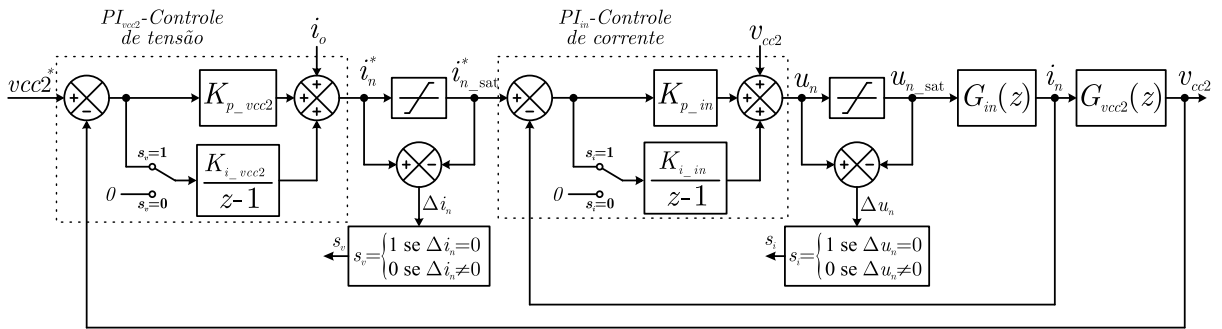 PI_vcc2-Controle
de tensão
i_o
vcc2*
K_p_vcc2
s_v=1
0
s_v=0
K_i_vcc2
z-1
i_n*
i_n_sat*
Δi_n
s_v
s_v={1 se Δi_n=0
0 se Δi_n≠0
PI_in-Controle
de corrente
v_cc2
K_p_in
s_i=1
0
s_i=0
K_i_in
z-1
u_n
u_n_sat
Δu_n
s_i
s_i={1 se Δu_n=0
0 se Δu_n≠0
G_in(z)
i_n
G_vcc2(z)
v_cc2